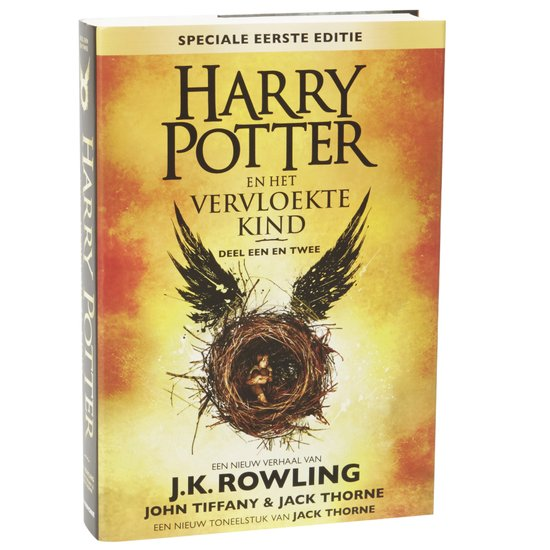 SPECIALE EERSTE EDITIE
HARRY
POTTER
EN HET
VERVLOEKTE
KIND
DEEL EEN EN TWEE
EEN NIEUW VERHAAL VAN
J.K. ROWLING
JOHN TIFFANY & JACK THORNE
EEN NIEUW TONEELSTUK VAN JACK THORNE
HARRY POTTER